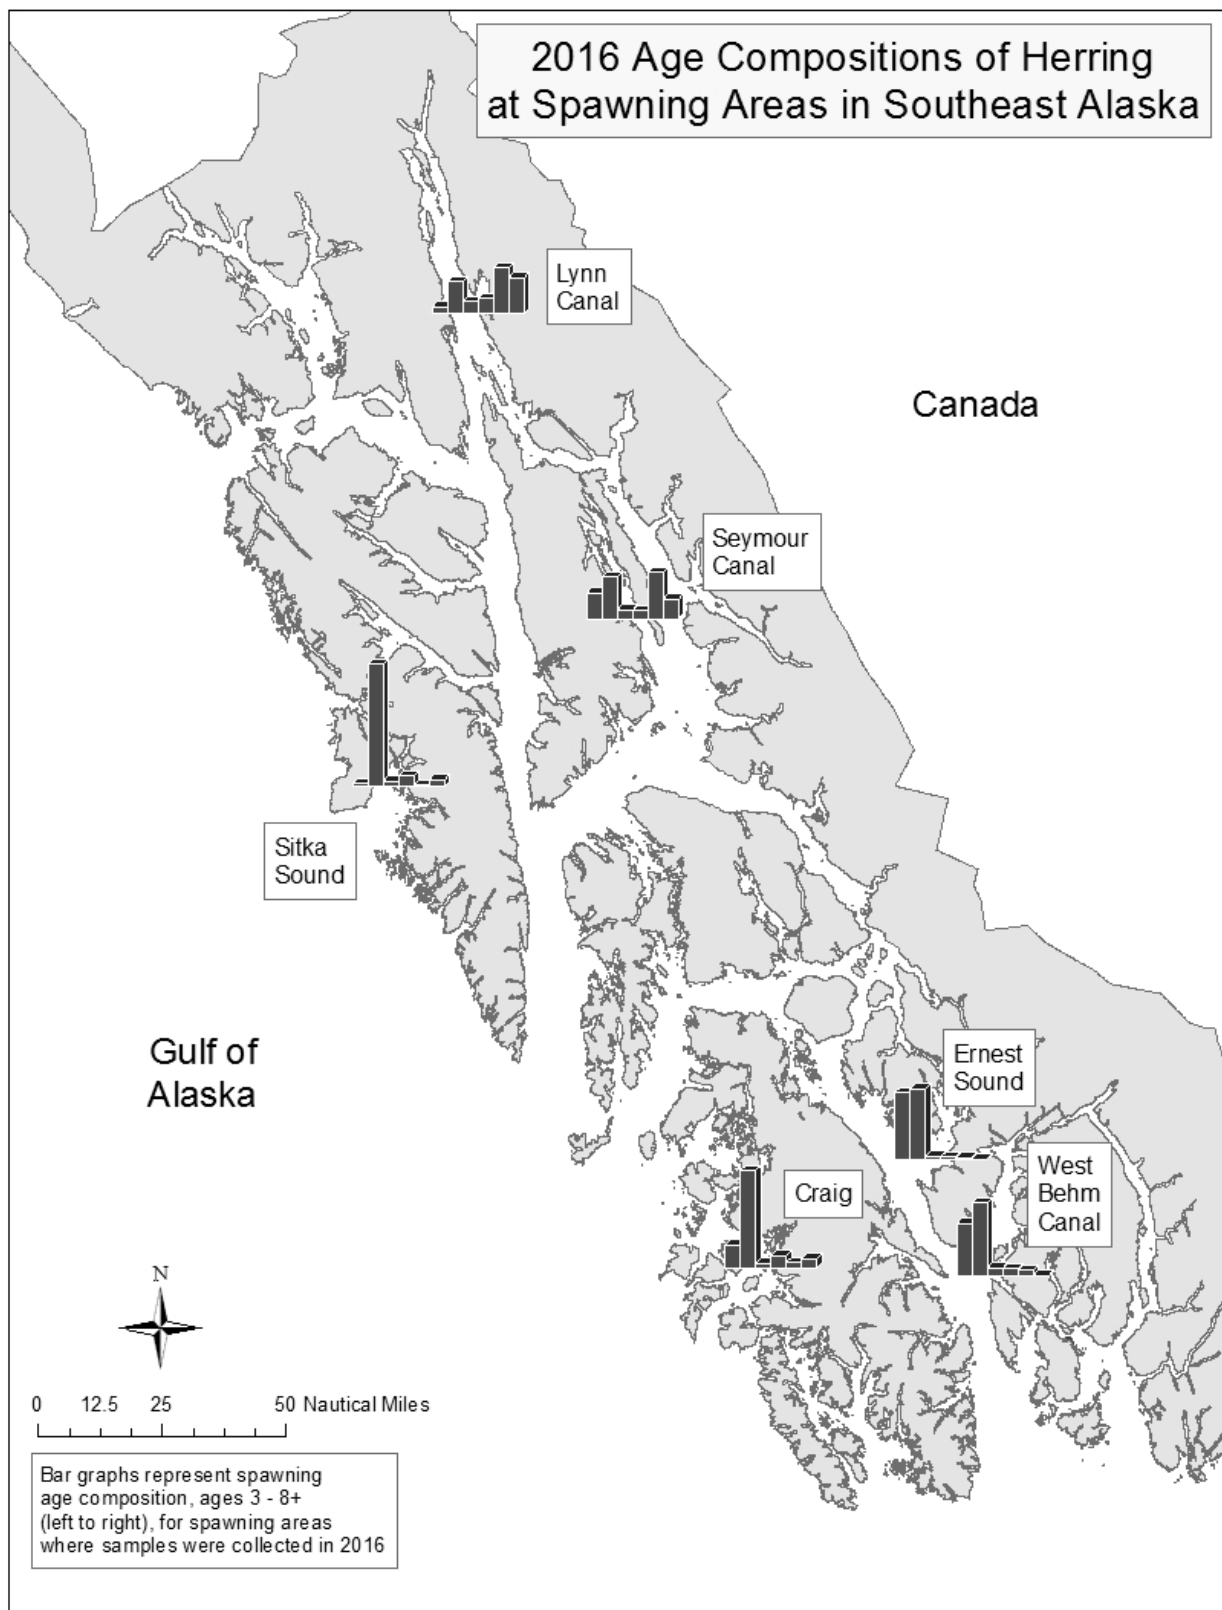 2016 Age Compositions of Herring
at Spawning Areas in Southeast Alaska
Lynn
Canal
Canada
Seymour
Canal
Sitka
Sound
Gulf of
Alaska
Ernest
Sound
West
Behm
Canal
Craig
N
0 12.5 25 50 Nautical Miles
Bar graphs represent spawning
age composition, ages 3 - 8+
(left to right), for spawning areas
where samples were collected in 2016